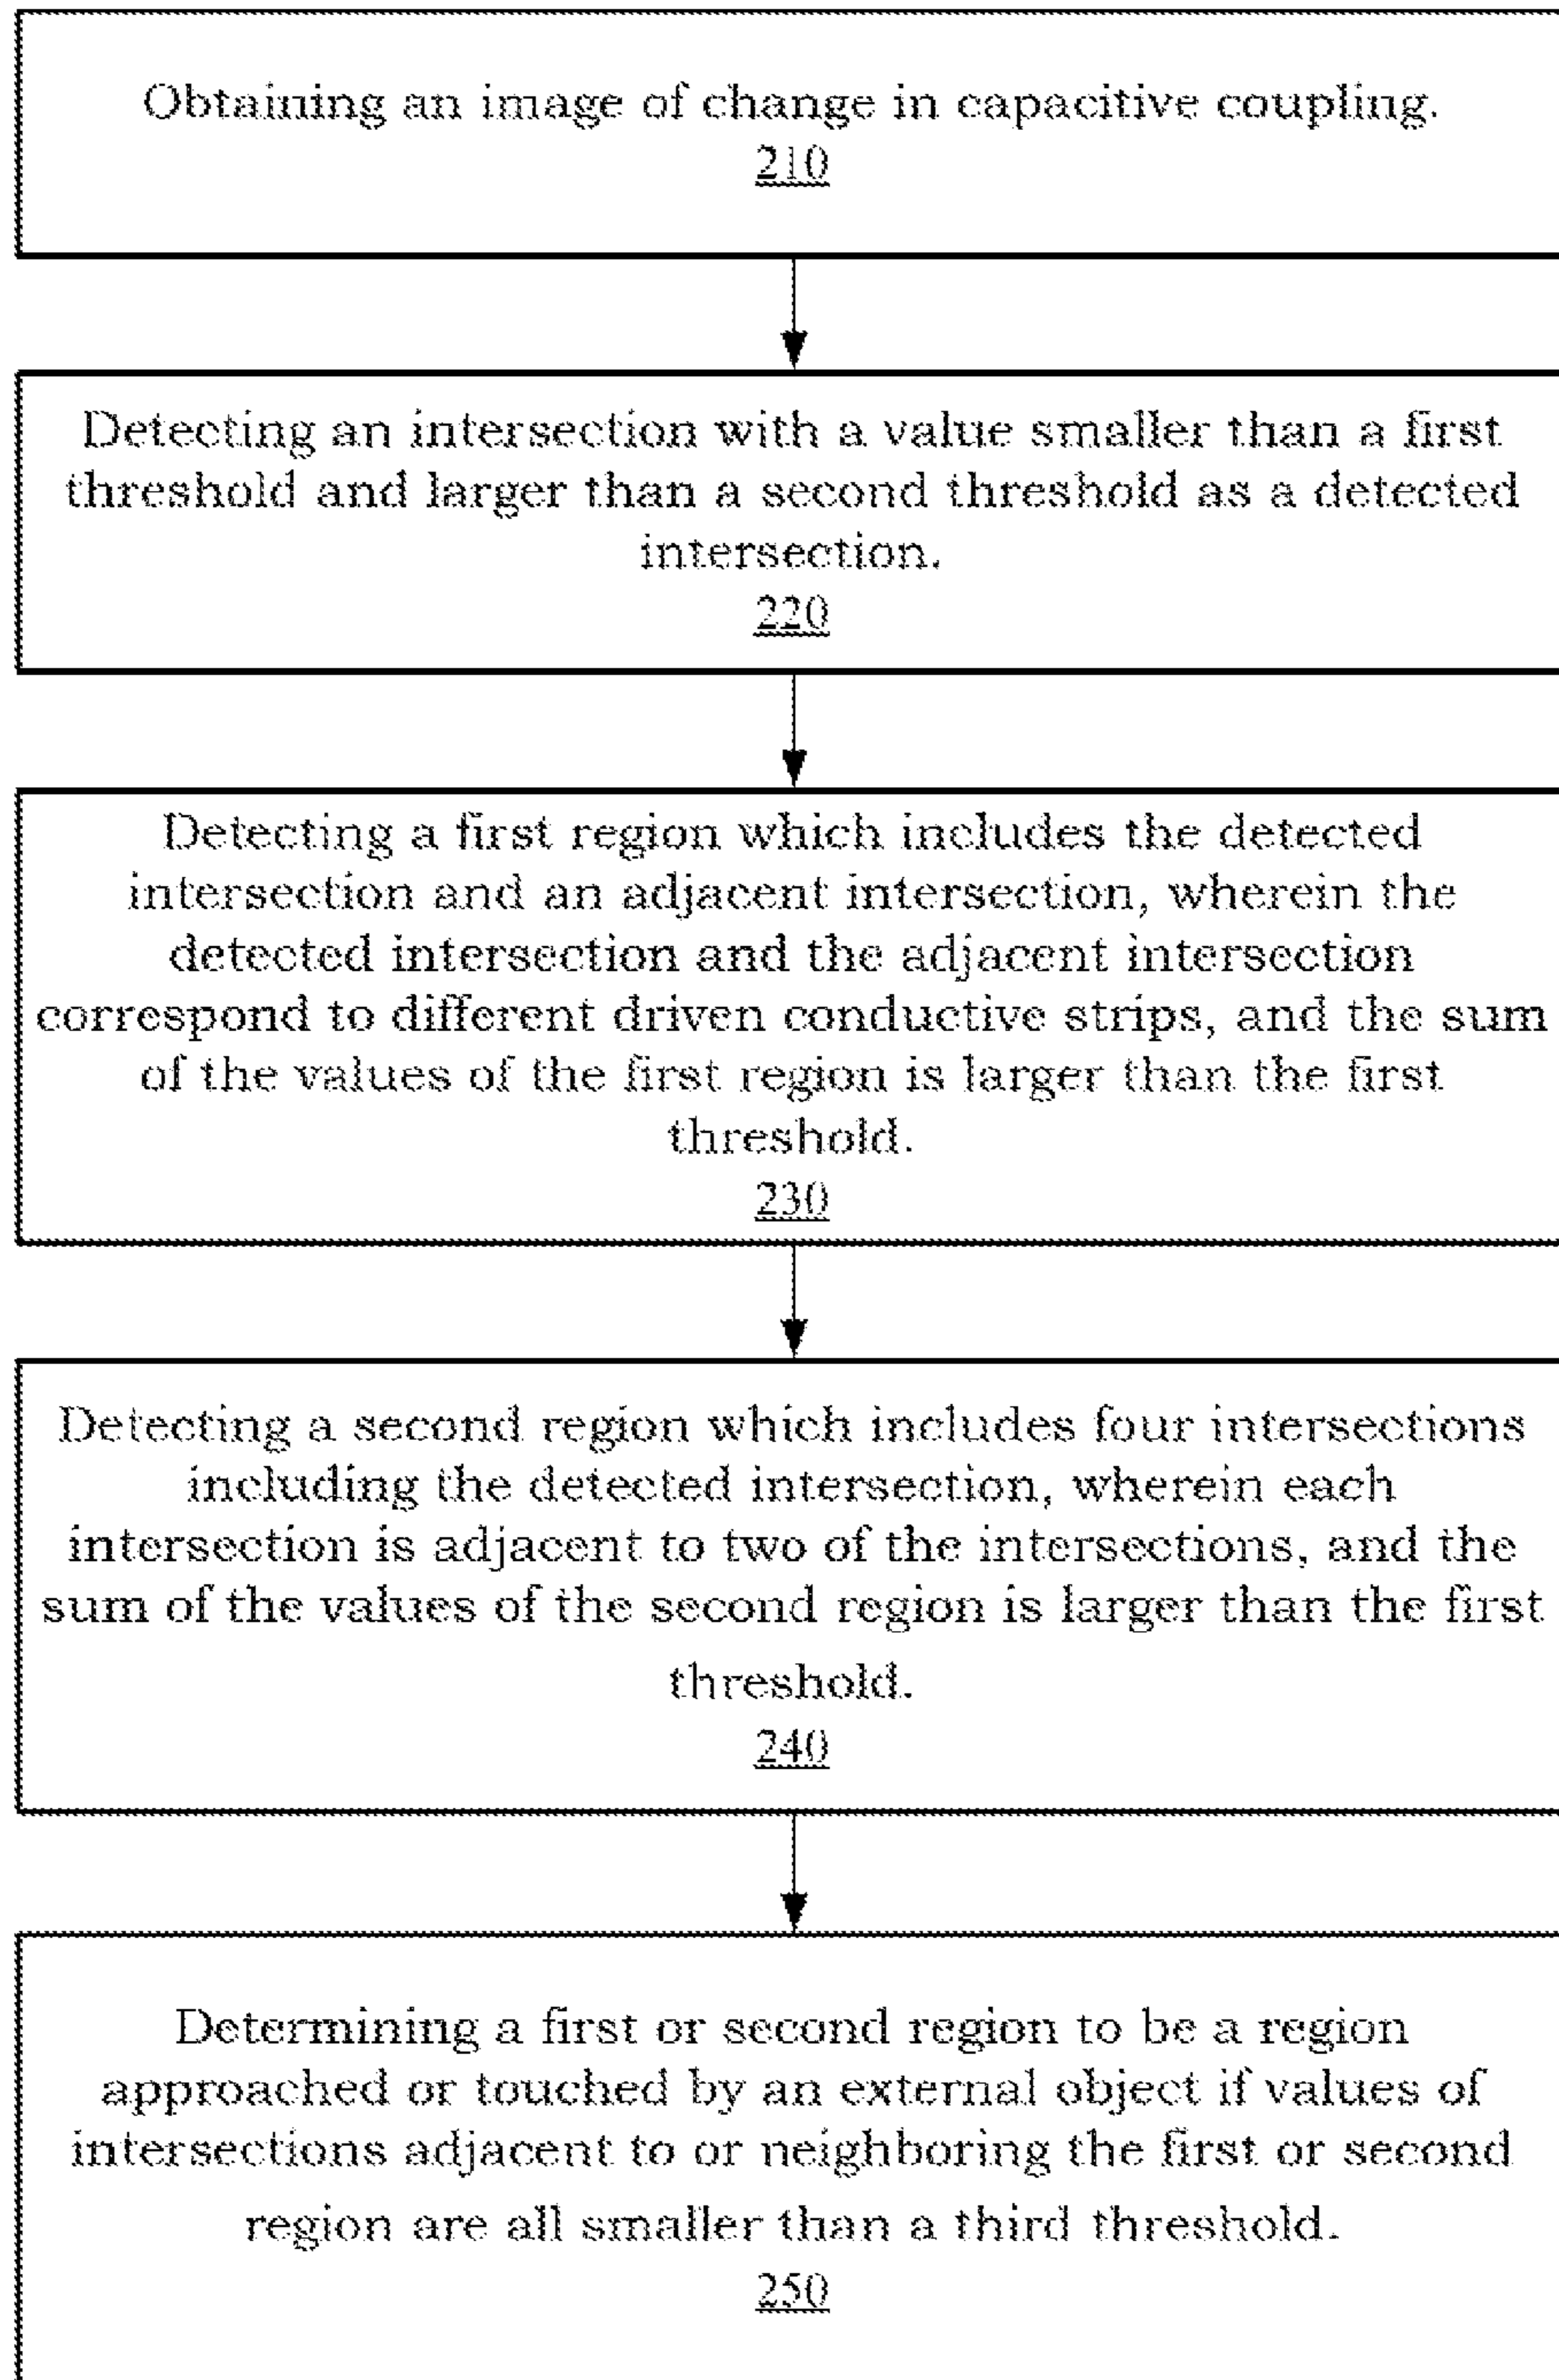 Obtaining an image of change in capacitive coupling.
210
Detecting an intersection with a value smaller than a first
threshold and larger than a second threshold as a detected
intersection.
220
Detecting a first region which includes the detected
intersection and an adjacent intersection, wherein the
detected intersection and the adjacent intersection
correspond to different driven conductive strips, and the sum
of the values of the first region is larger than the first
threshold.
230
Detecting a second region which includes four intersections
including the detected intersection, wherein each
intersection is adjacent to two of the intersections, and the
sum of the values of the second region is larger than the first
threshold.
240
Determining a first or second region to be a region
approached or touched by an external object if values of
intersections adjacent to or neighboring the first or second
region are all smaller than a third threshold.
250